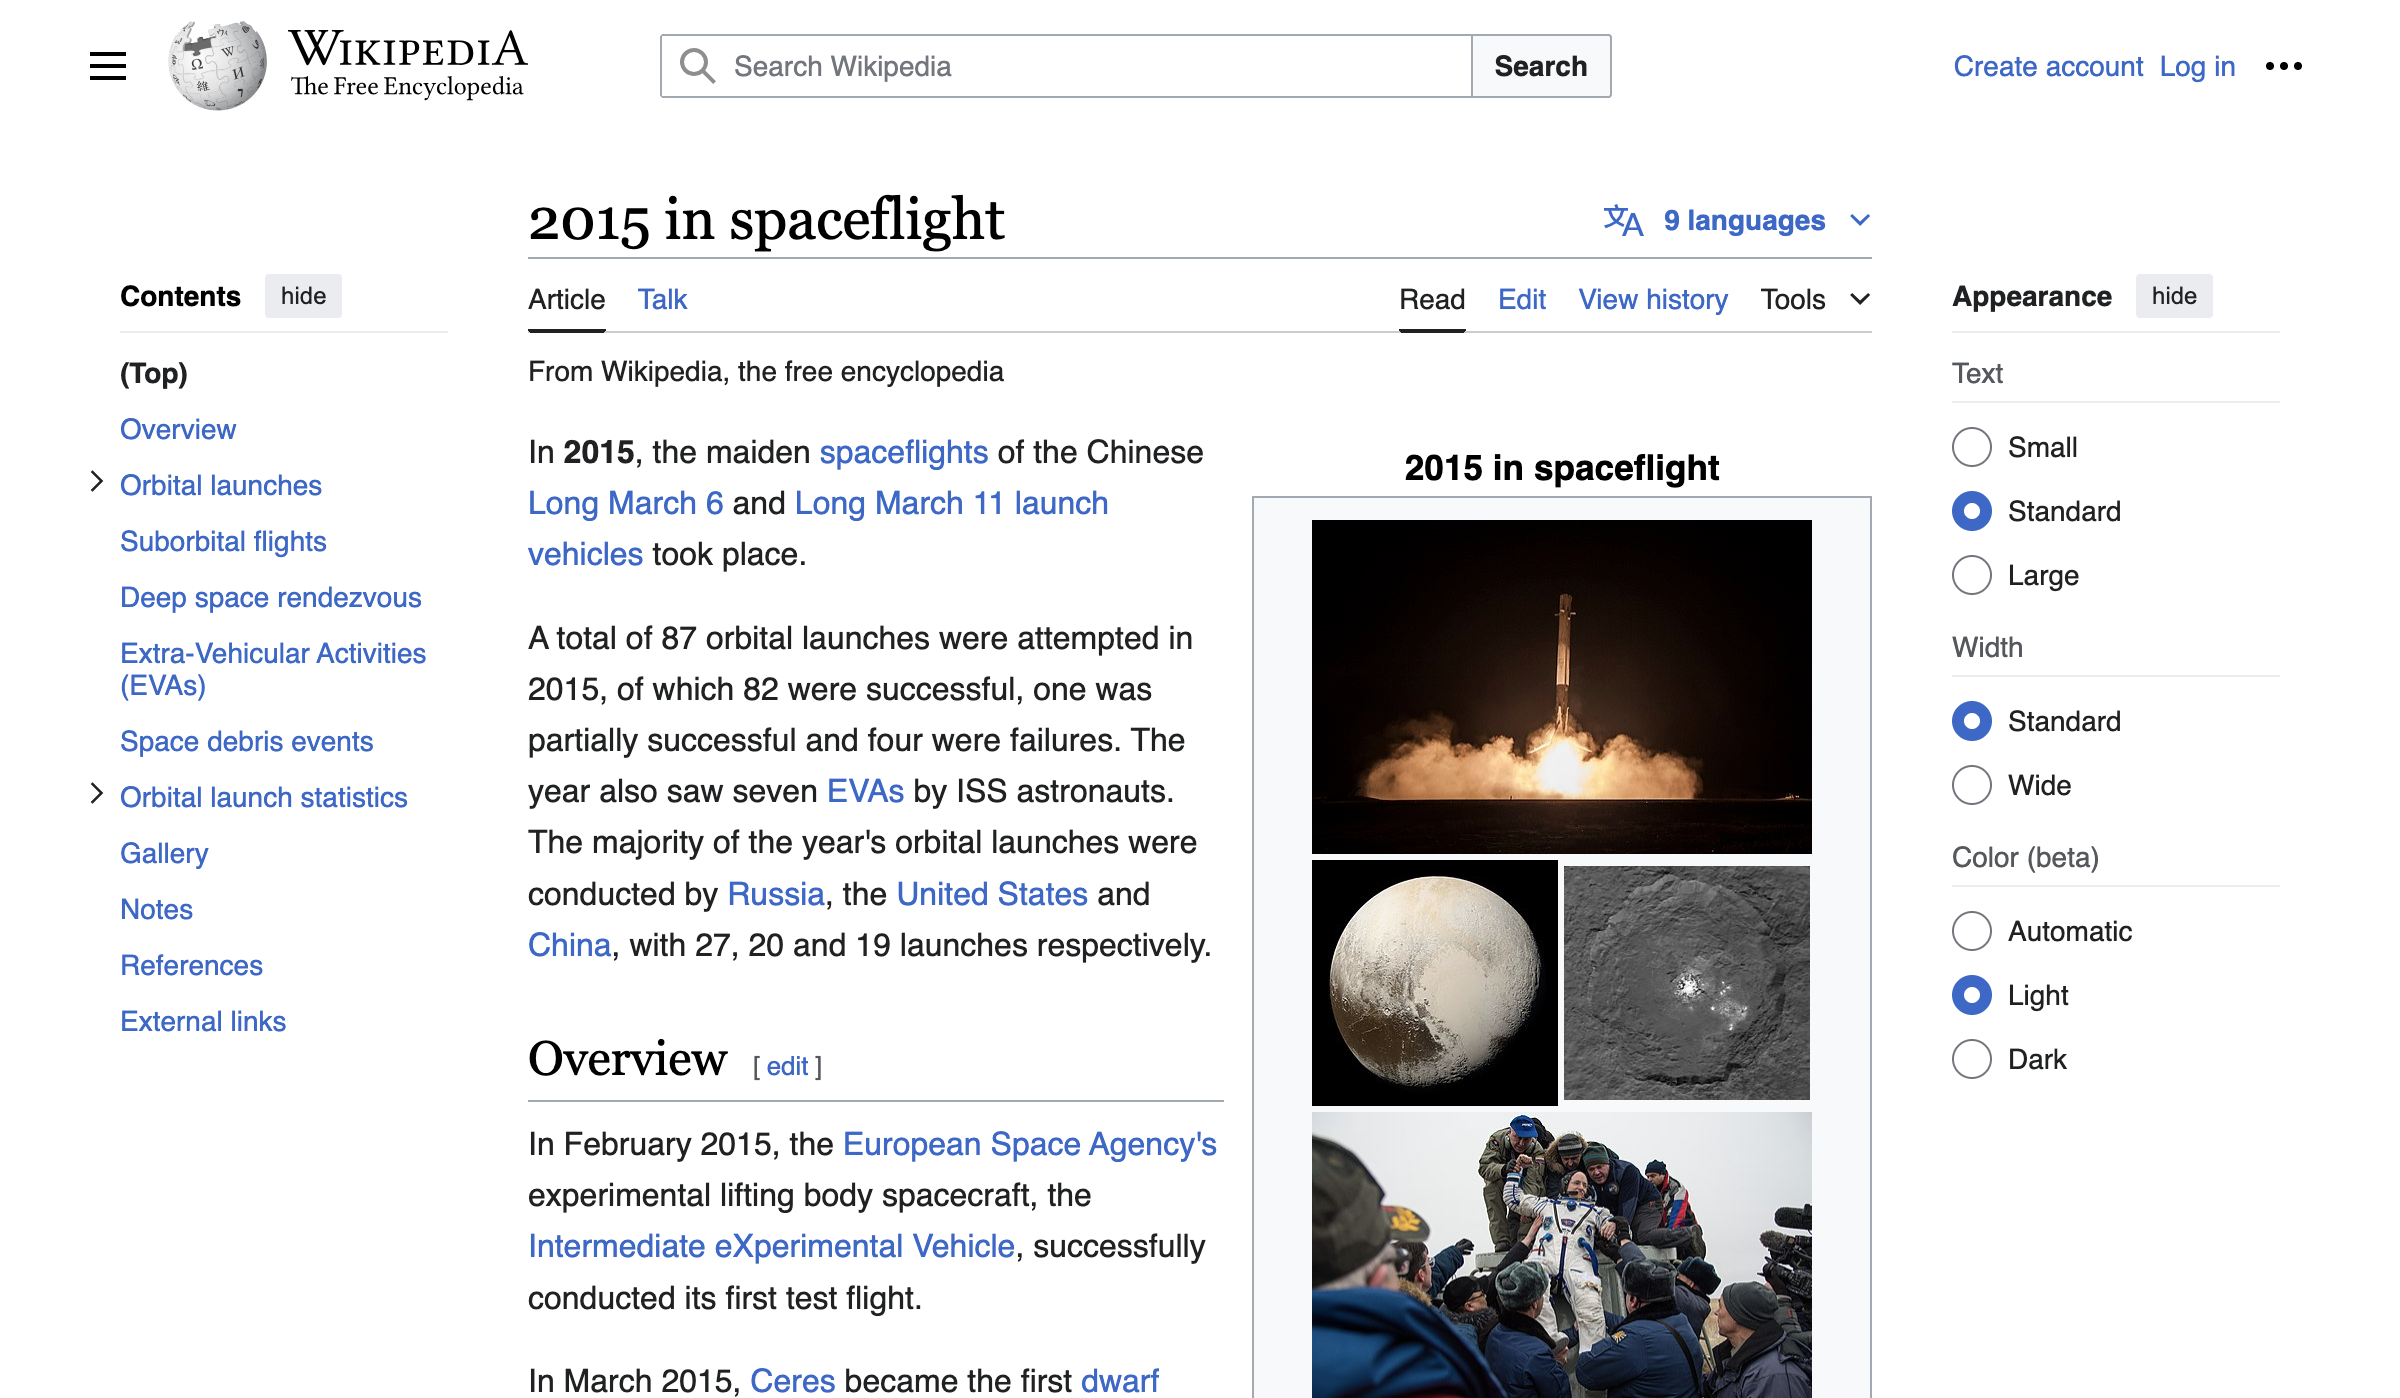 WIKIPEDIA
The Free Encyclopedia
Search Wikipedia
Search
Create account
Log in
2015 in spaceflight
9 languages
Contents
hide
(Top)
Overview
Orbital launches
Suborbital flights
Deep space rendezvous
Extra-Vehicular Activities
(EVAs)
Space debris events
Orbital launch statistics
Gallery
Notes
References
External links
Article
Talk
Read
Edit
View history
Tools
From Wikipedia, the free encyclopedia
In 2015, the maiden spaceflights of the Chinese
Long March 6 and Long March 11 launch
vehicles took place.
A total of 87 orbital launches were attempted in
2015, of which 82 were successful, one was
partially successful and four were failures. The
year also saw seven EVAs by ISS astronauts.
The majority of the year's orbital launches were
conducted by Russia, the United States and
China, with 27, 20 and 19 launches respectively.
Overview [ edit ]
In February 2015, the European Space Agency's
experimental lifting body spacecraft, the
Intermediate eXperimental Vehicle, successfully
conducted its first test flight.
In March 2015, Ceres became the first dwarf
2015 in spaceflight
Appearance
hide
Text
Small
Standard
Large
Width
Standard
Wide
Color (beta)
Automatic
Light
Dark